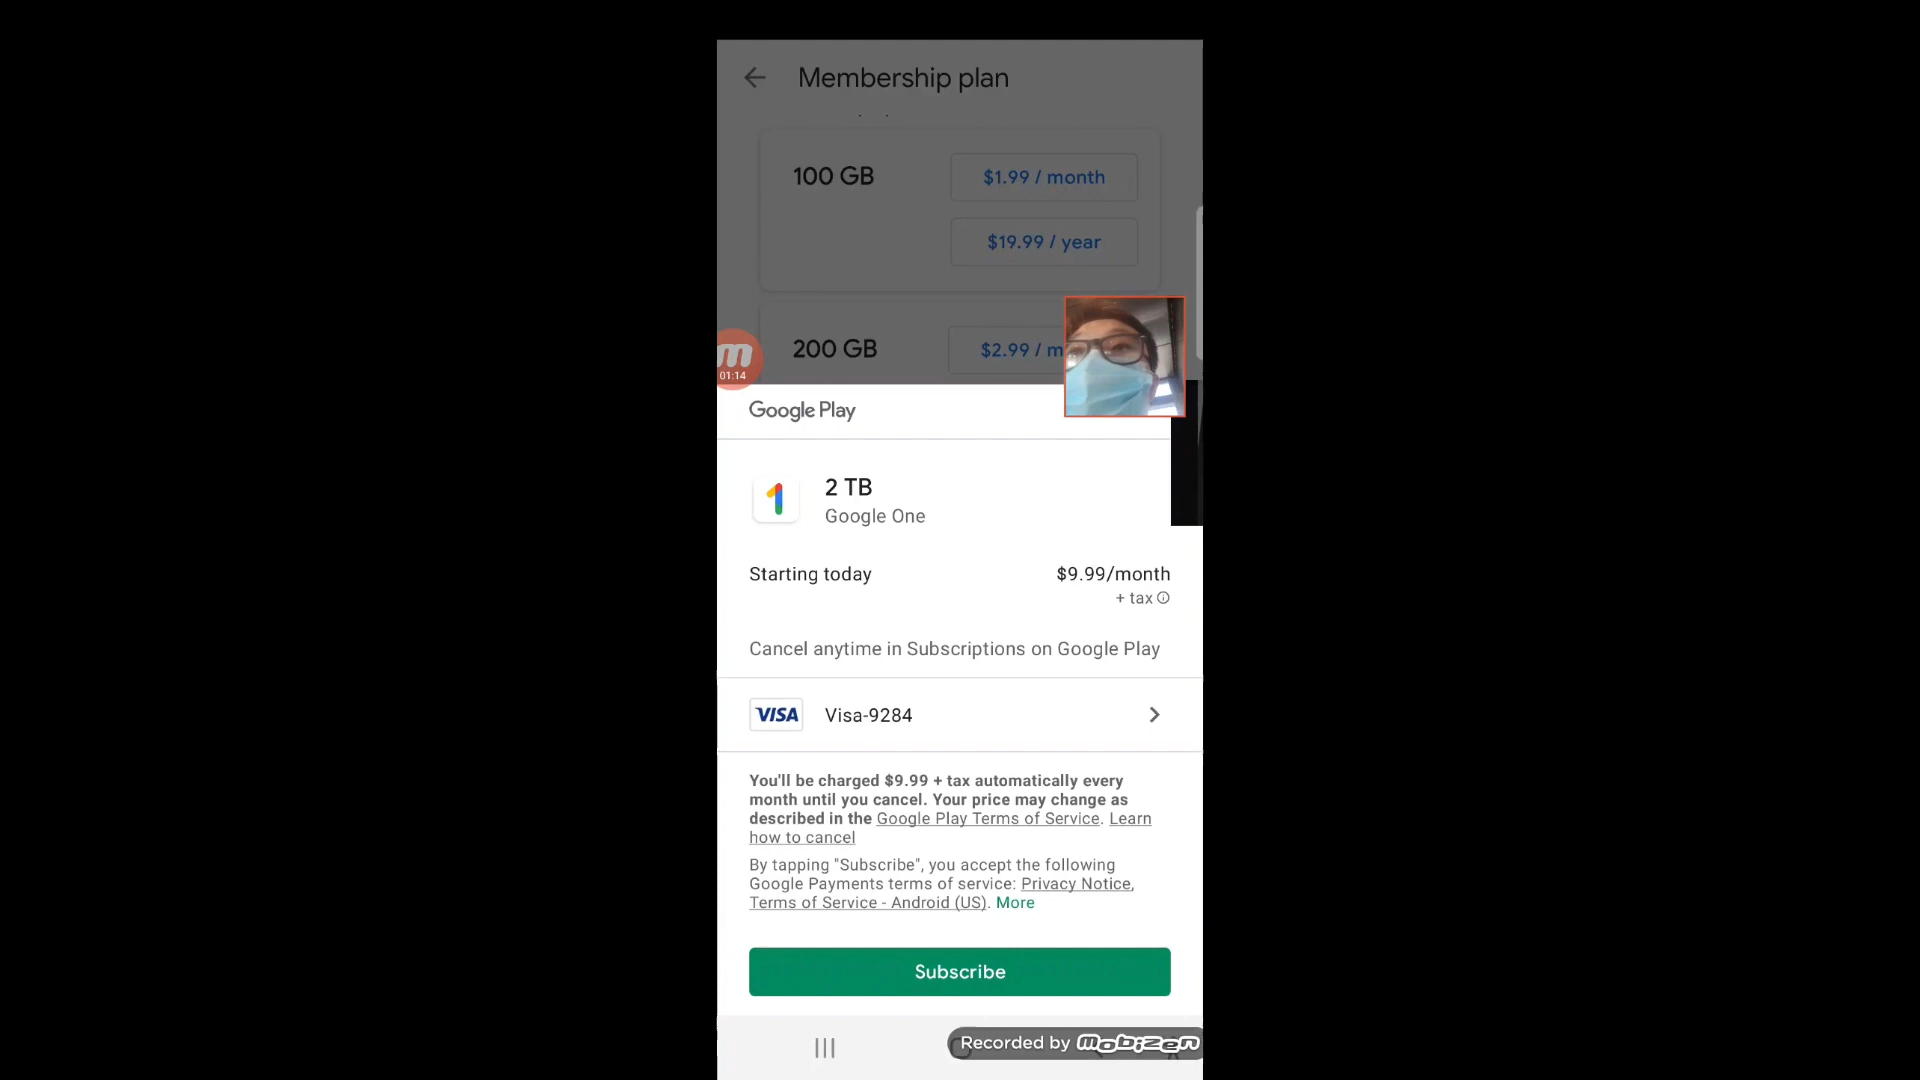 Membership plan
100 GB
$1.99 / month
$19.99 / year
200 GB
$2.99 / m
01:14
Google Play
2 TB
Google One
Starting today
$9.99/month
+ tax
Cancel anytime in Subscriptions on Google Play
VISA
Visa-9284
You'll be charged $9.99 + tax automatically every
month until you cancel. Your price may change as
described in the Google Play Terms of Service. Learn
how to cancel
By tapping "Subscribe", you accept the following
Google Payments terms of service: Privacy Notice,
Terms of Service - Android (US). More
Subscribe
Recorded by mobizen